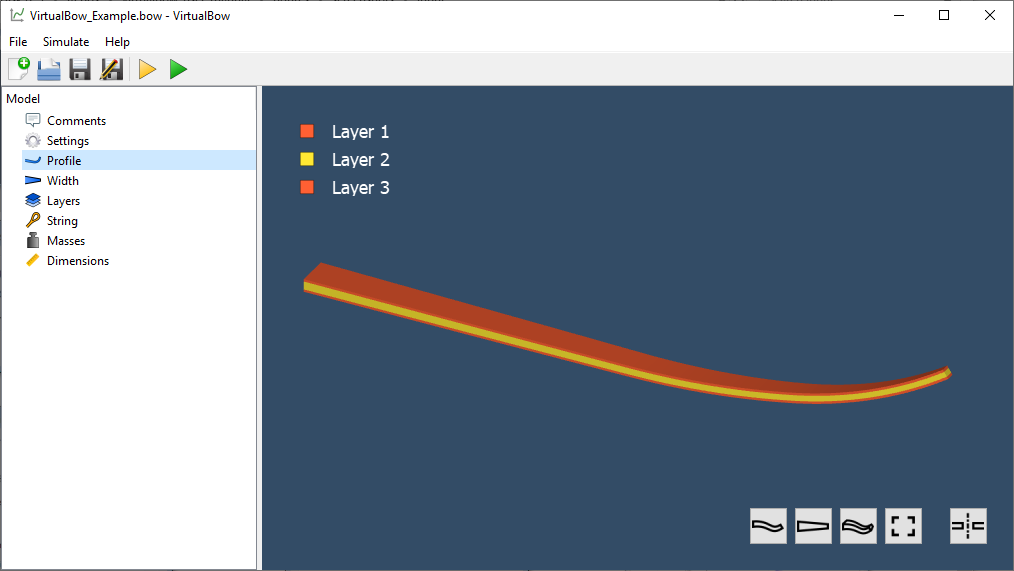 VirtualBow_Example.bow - VirtualBow
File Simulate Help
Model
Comments
Settings
Profile
Width
Layers
String
Masses
Dimensions
Layer 1
Layer 2
Layer 3